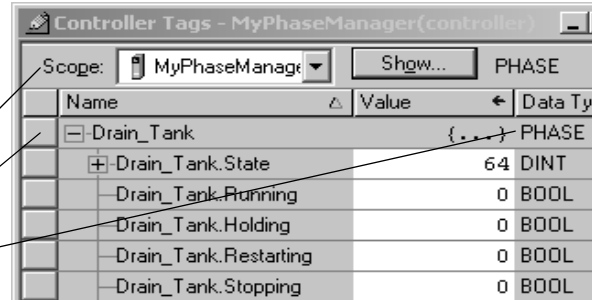 Controller Tags - MyPhaseManager(controller)
Scope: MyPhaseManage Show... PHASE
Name Value Data Ty
Drain_Tank {...} PHASE
Drain_Tank.State 64 DINT
Drain_Tank.Running 0 BOOL
Drain_Tank.Holding 0 BOOL
Drain_Tank.Restarting 0 BOOL
Drain_Tank.Stopping 0 BOOL